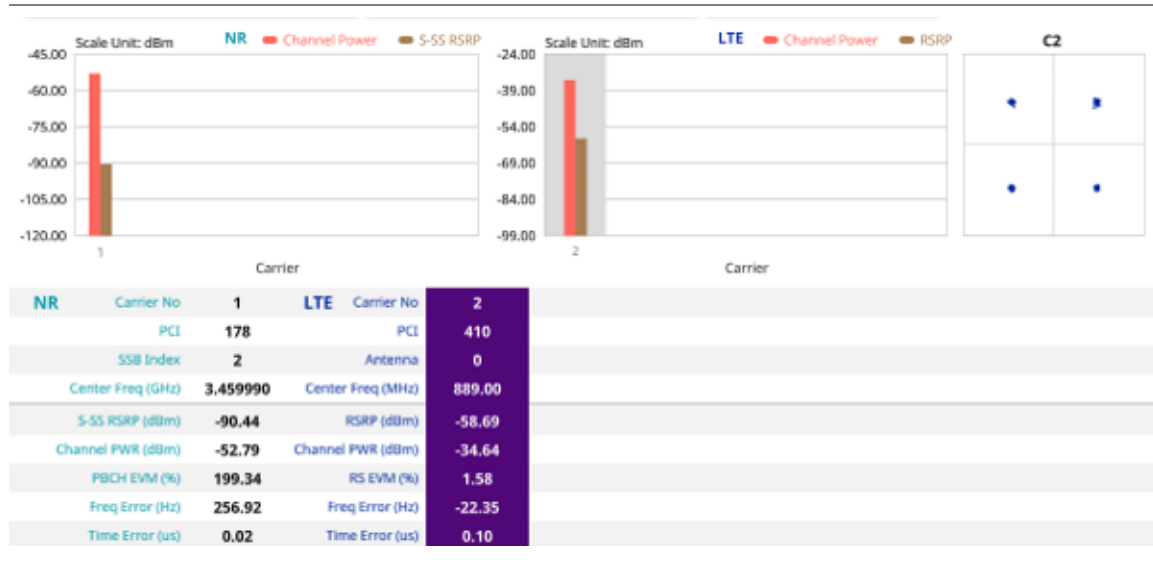 Scale Unit: dBm NR Channel Power S-SS RSRP
-45.00
-60.00
-75.00
-90.00
-105.00
-120.00
1
Carrier
Scale Unit: dBm LTE Channel Power RSRP
-24.00
-39.00
-54.00
-69.00
-84.00
-99.00
2
Carrier
C2
NR Carrier No 1 LTE Carrier No 2
PCI 178 PCI 410
SSB Index 2 Antenna 0
Center Freq (GHz) 3.459990 Center Freq (MHz) 889.00
S-SS RSRP (dBm) -90.44 RSRP (dBm) -58.69
Channel PWR (dBm) -52.79 Channel PWR (dBm) -34.64
PBCH EVM (%) 199.34 RS EVM (%) 1.58
Freq Error (Hz) 256.92 Freq Error (Hz) -22.35
Time Error (us) 0.02 Time Error (us) 0.10